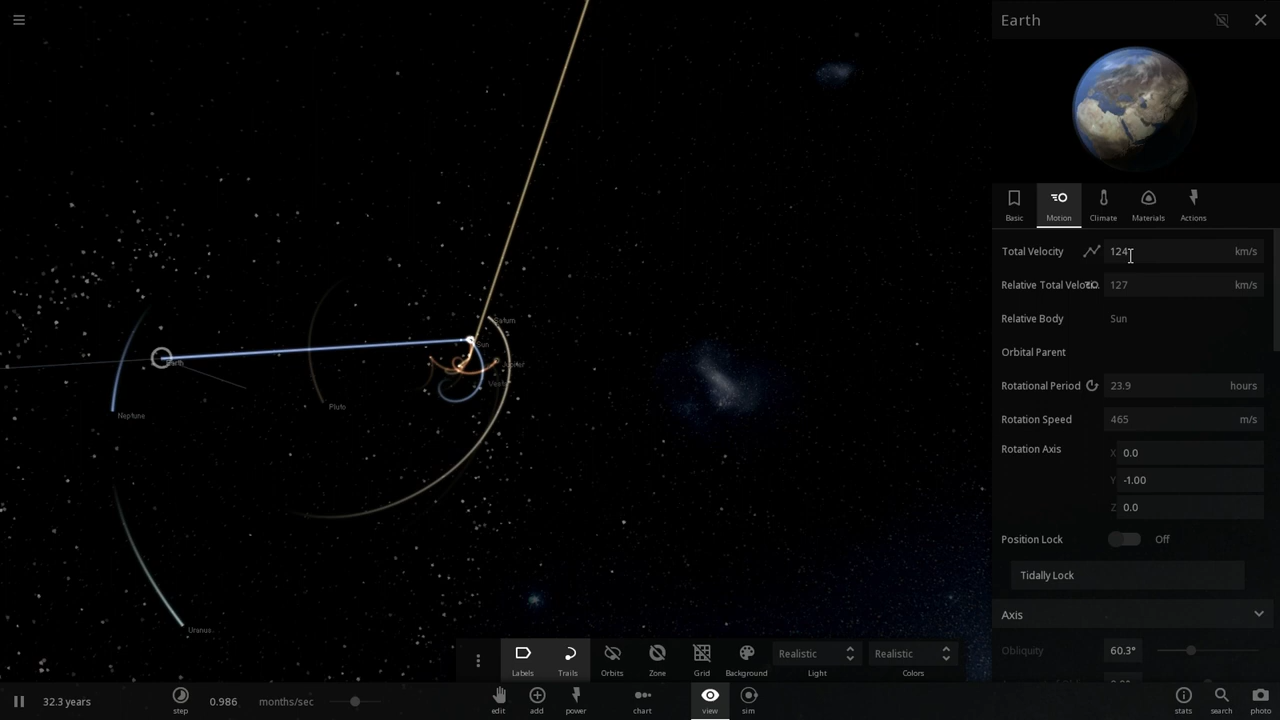 Earth
Basic Motion Climate Materials Actions
Total Velocity 124 km/s
Relative Total Veloc... 127 km/s
Relative Body Sun
Orbital Parent
Rotational Period 23.9 hours
Rotation Speed 465 m/s
Rotation Axis X 0.0
Y -1.00
Z 0.0
Position Lock Off
Tidally Lock
Axis
Obliquity 60.3°
Saturn
Sun
Jupiter
Earth
Vesta
Pluto
Neptune
Uranus
Labels Trails Orbits Zone Grid Background Realistic Light Realistic Colors
32.3 years step 0.986 months/sec edit add power chart view sim stats search photo